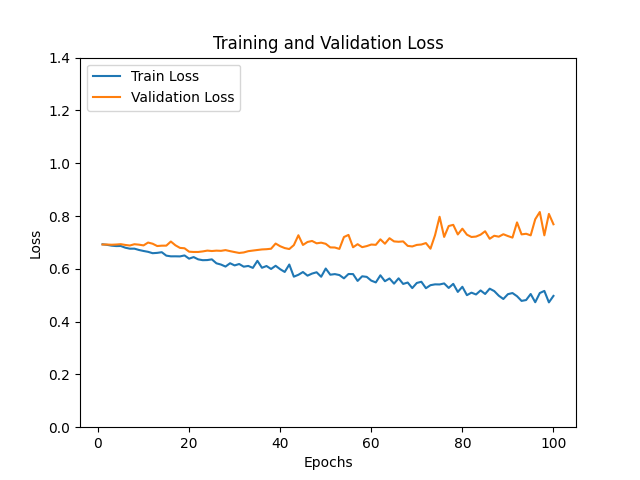 Training and Validation Loss
Train Loss
Validation Loss
1.4
1.2
1.0
0.8
0.6
0.4
0.2
0.0
Loss
0 20 40 60 80 100
Epochs